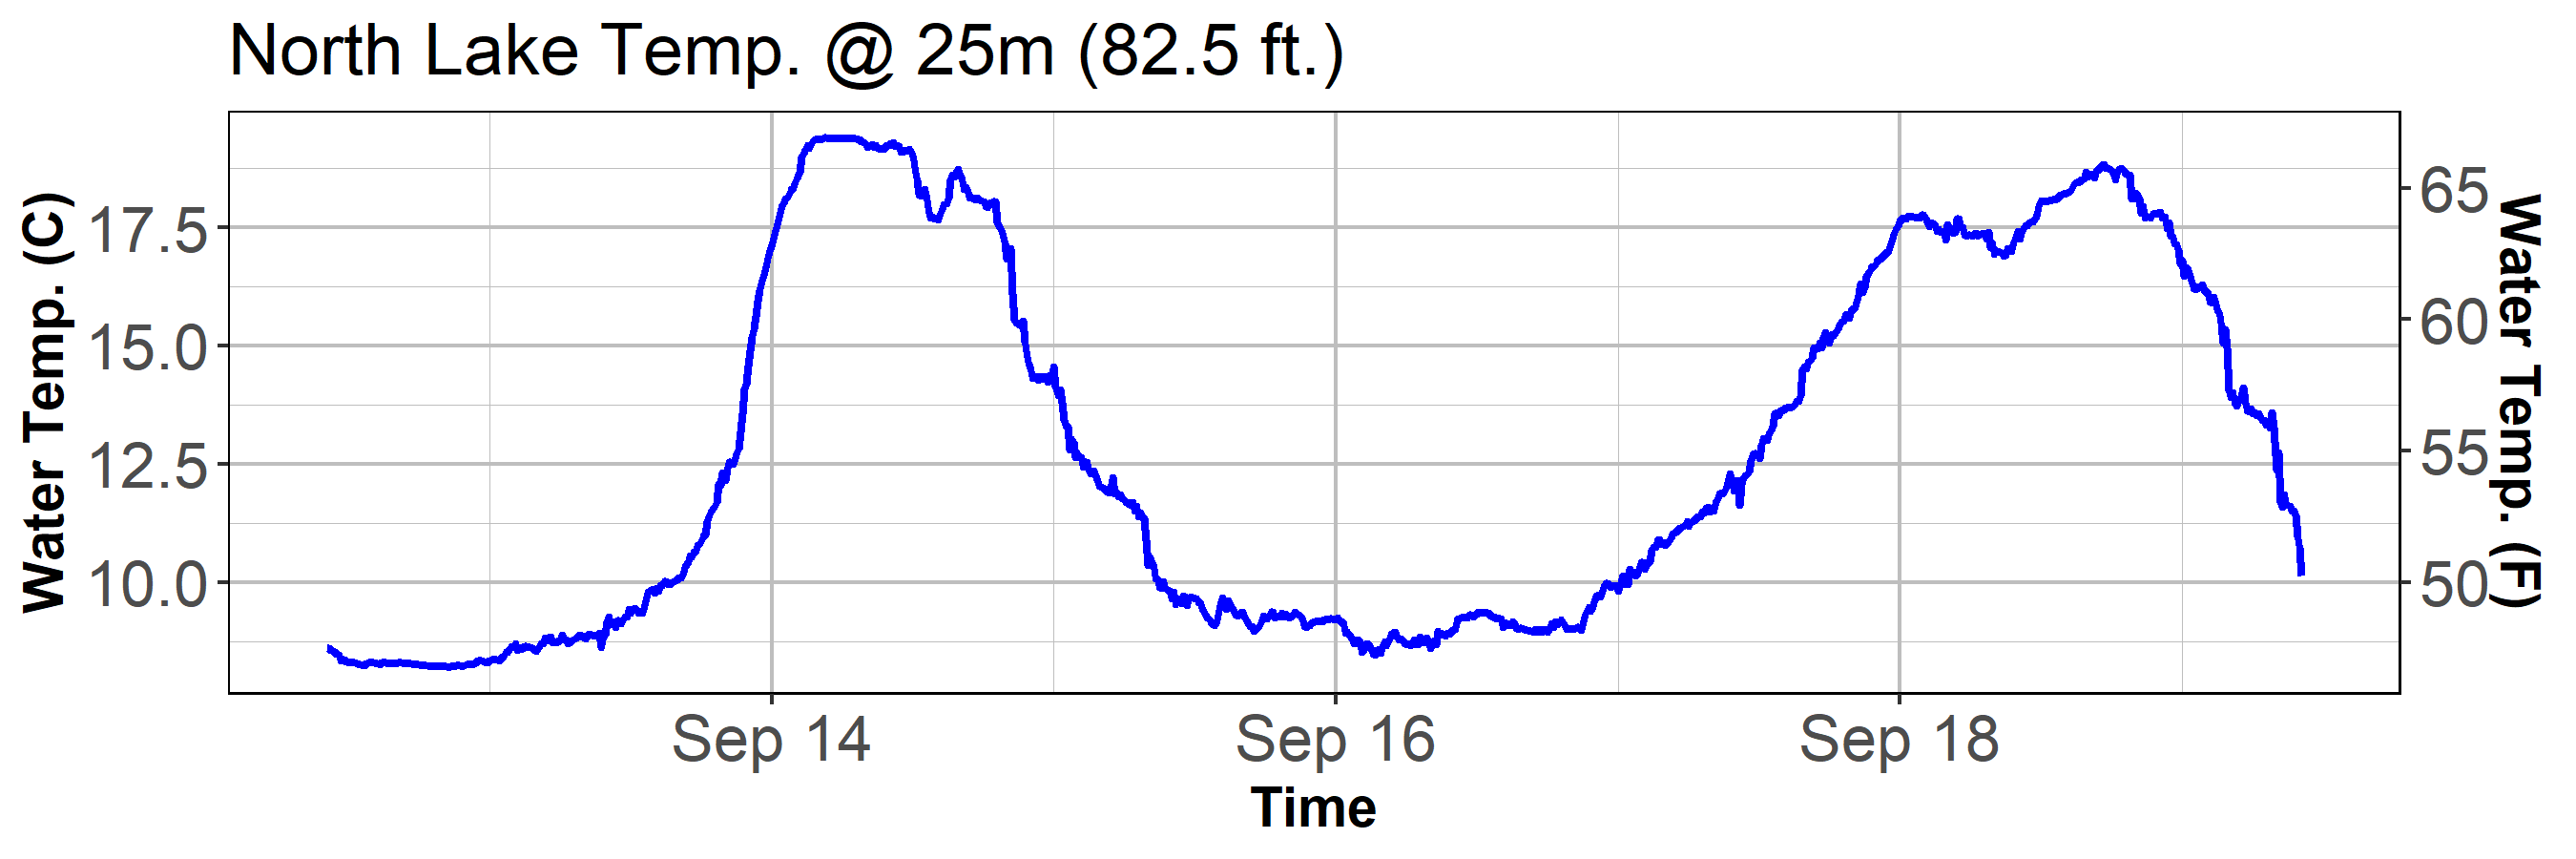 North Lake Temp. @ 25m (82.5 ft.)
Water Temp. (C)
17.5
15.0
12.5
10.0
65
60
55
50
Water Temp. (F)
Sep 14
Sep 16
Sep 18
Time